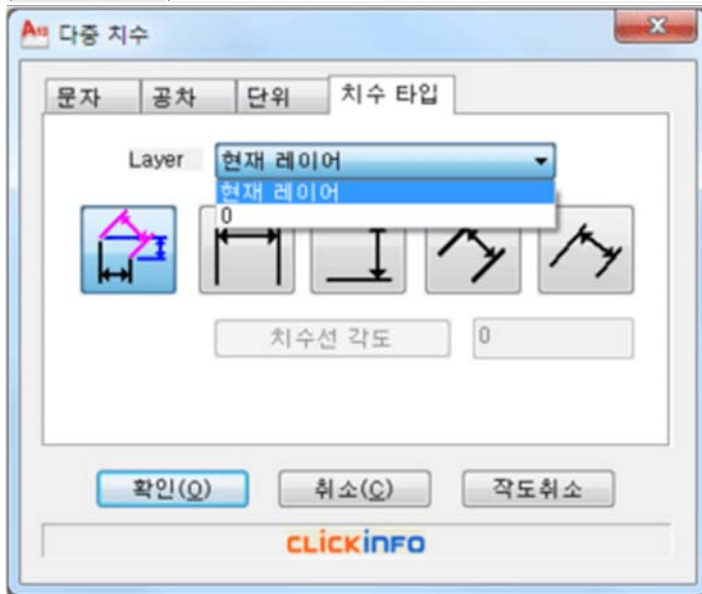 다중 치수
문자 공차 단위 치수 타입
Layer 현재 레이어
현재 레이어
0
치수선 각도 0
확인(O) 취소(C) 작도취소
CLICKINFO